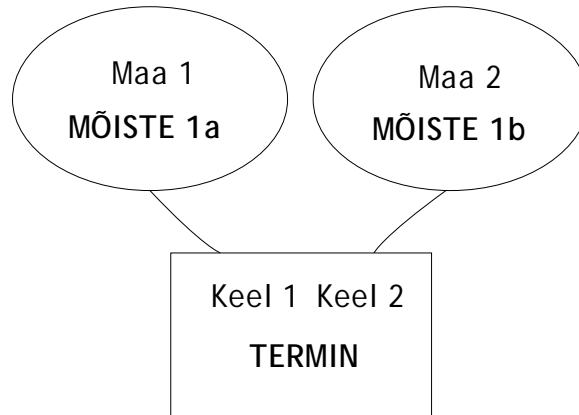 Maa 1
MÕISTE 1a
Maa 2
MÕISTE 1b
Keel 1 Keel 2
TERMIN